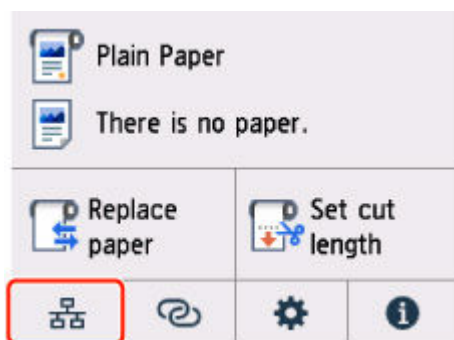 Plain Paper
There is no paper.
Replace
paper
Set cut
length